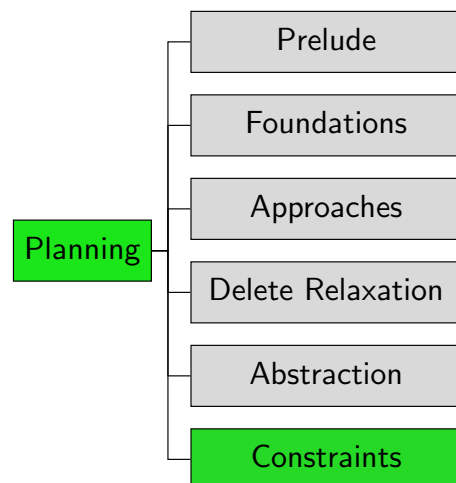 Prelude
Foundations
Approaches
Planning
Delete Relaxation
Abstraction
Constraints